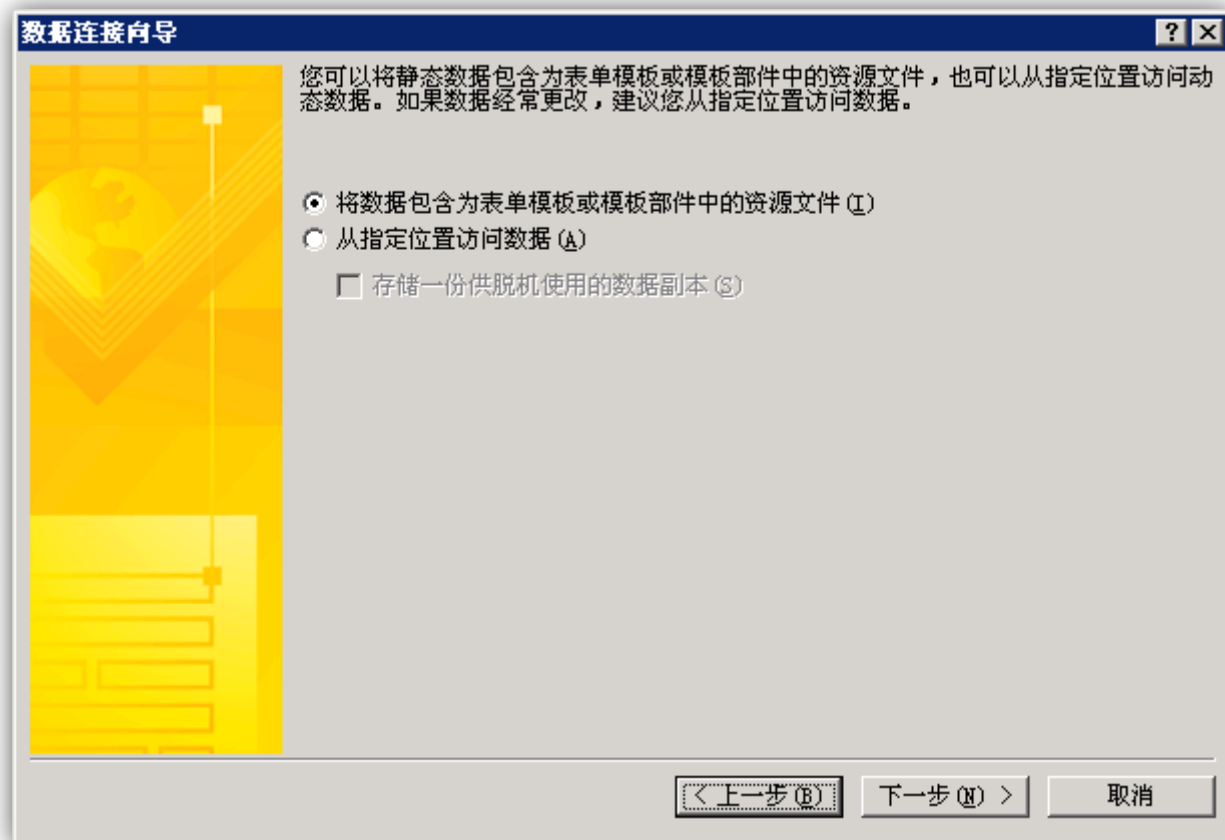 数据连接向导
您可以将静态数据包含为表单模板或模板部件中的资源文件，也可以从指定位置访问动
态数据。如果数据经常更改，建议您从指定位置访问数据。
将数据包含为表单模板或模板部件中的资源文件(I)
从指定位置访问数据(A)
存储一份供脱机使用的数据副本(S)
< 上一步(B) 下一步(N) > 取消